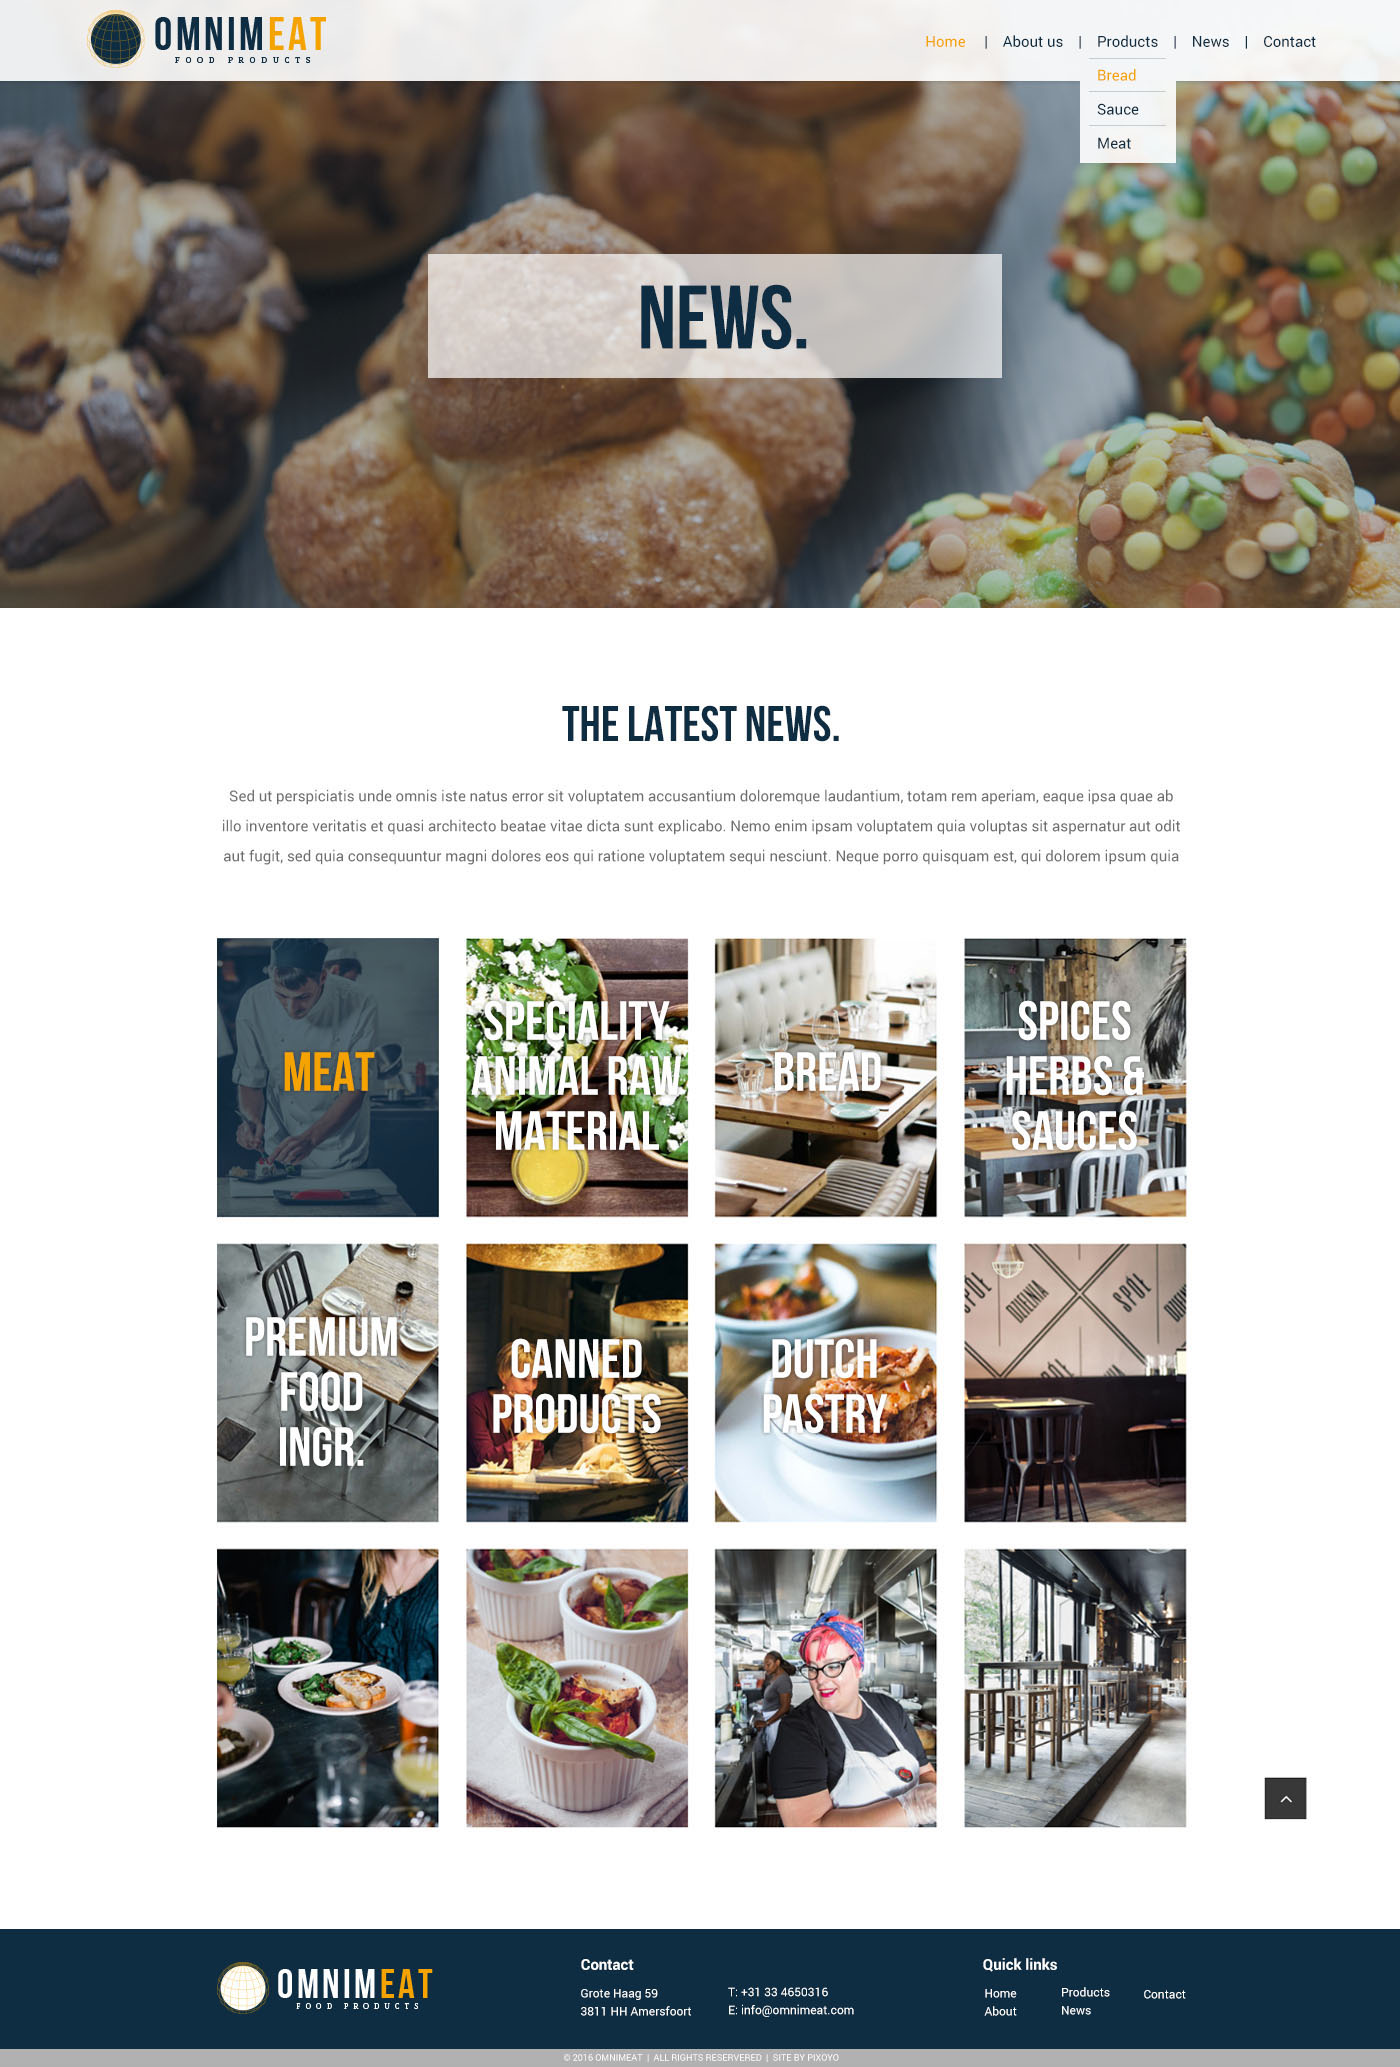 OMNIMEAT
FOOD PRODUCTS
Home | About us | Products | News | Contact
Bread
Sauce
Meat
NEWS.
THE LATEST NEWS.
Sed ut perspiciatis unde omnis iste natus error sit voluptatem accusantium doloremque laudantium, totam rem aperiam, eaque ipsa quae ab
illo inventore veritatis et quasi architecto beatae vitae dicta sunt explicabo. Nemo enim ipsam voluptatem quia voluptas sit aspernatur aut odit
aut fugit, sed quia consequuntur magni dolores eos qui ratione voluptatem sequi nesciunt. Neque porro quisquam est, qui dolorem ipsum quia
MEAT
SPECIALITY
ANIMAL RAW
MATERIAL
BREAD
SPICES
HERBS &
SAUCES
PREMIUM
FOOD
INGR.
CANNED
PRODUCTS
DUTCH
PASTRY
SPÓŁ
DIELNIA
SPÓŁ
OMNIMEAT
FOOD PRODUCTS
Contact
Grote Haag 59
3811 HH Amersfoort
T: +31 33 4650316
E: info@omnimeat.com
Quick links
Home
About
Products
News
Contact
© 2016 OMNIMEAT | ALL RIGHTS RESERVERED | SITE BY PIXOYO